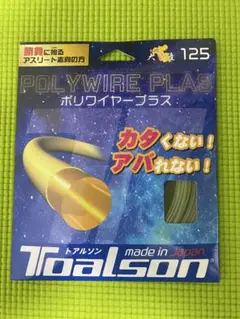 勝負に拘る
アスリート志向の方
125
POLYWIRE PLAS
ポリワイヤープラス
カタくない!
アバれない!
トアルソン
made in Japan
Toalson